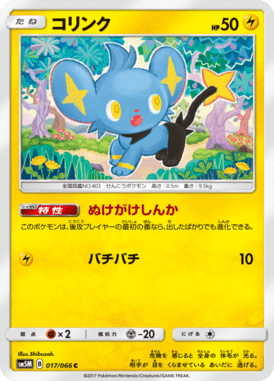 たね コリンク HP50
全国図鑑NO.403 せんこうポケモン 高さ:0.5m 重さ:9.5kg
特性 ぬけがけしんか
このポケモンは、後攻プレイヤーの最初の番なら、出したばかりでも進化できる。
バチバチ 10
弱点 ×2 抵抗力 -20 にげる
Illus.Shibuzoh.
SM5M B 017/066 C
危険を感じると全身の体毛が光る。
相手が目をくらませているあいだに逃げる。
©2017 Pokémon/Nintendo/Creatures/GAME FREAK.